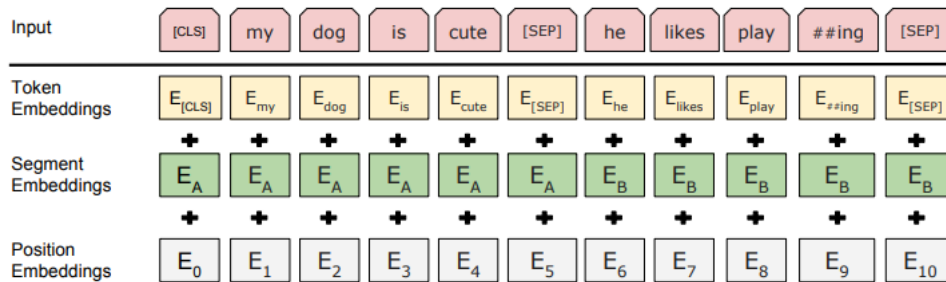 Input [CLS] my dog is cute [SEP] he likes play ##ing [SEP]
Token Embeddings E[CLS] Emy Edog Eis Ecute E[SEP] Ehe Elikes Eplay E##ing E[SEP]
+ + + + + + + + + + +
Segment Embeddings EA EA EA EA EA EA EB EB EB EB EB
+ + + + + + + + + + +
Position Embeddings E0 E1 E2 E3 E4 E5 E6 E7 E8 E9 E10